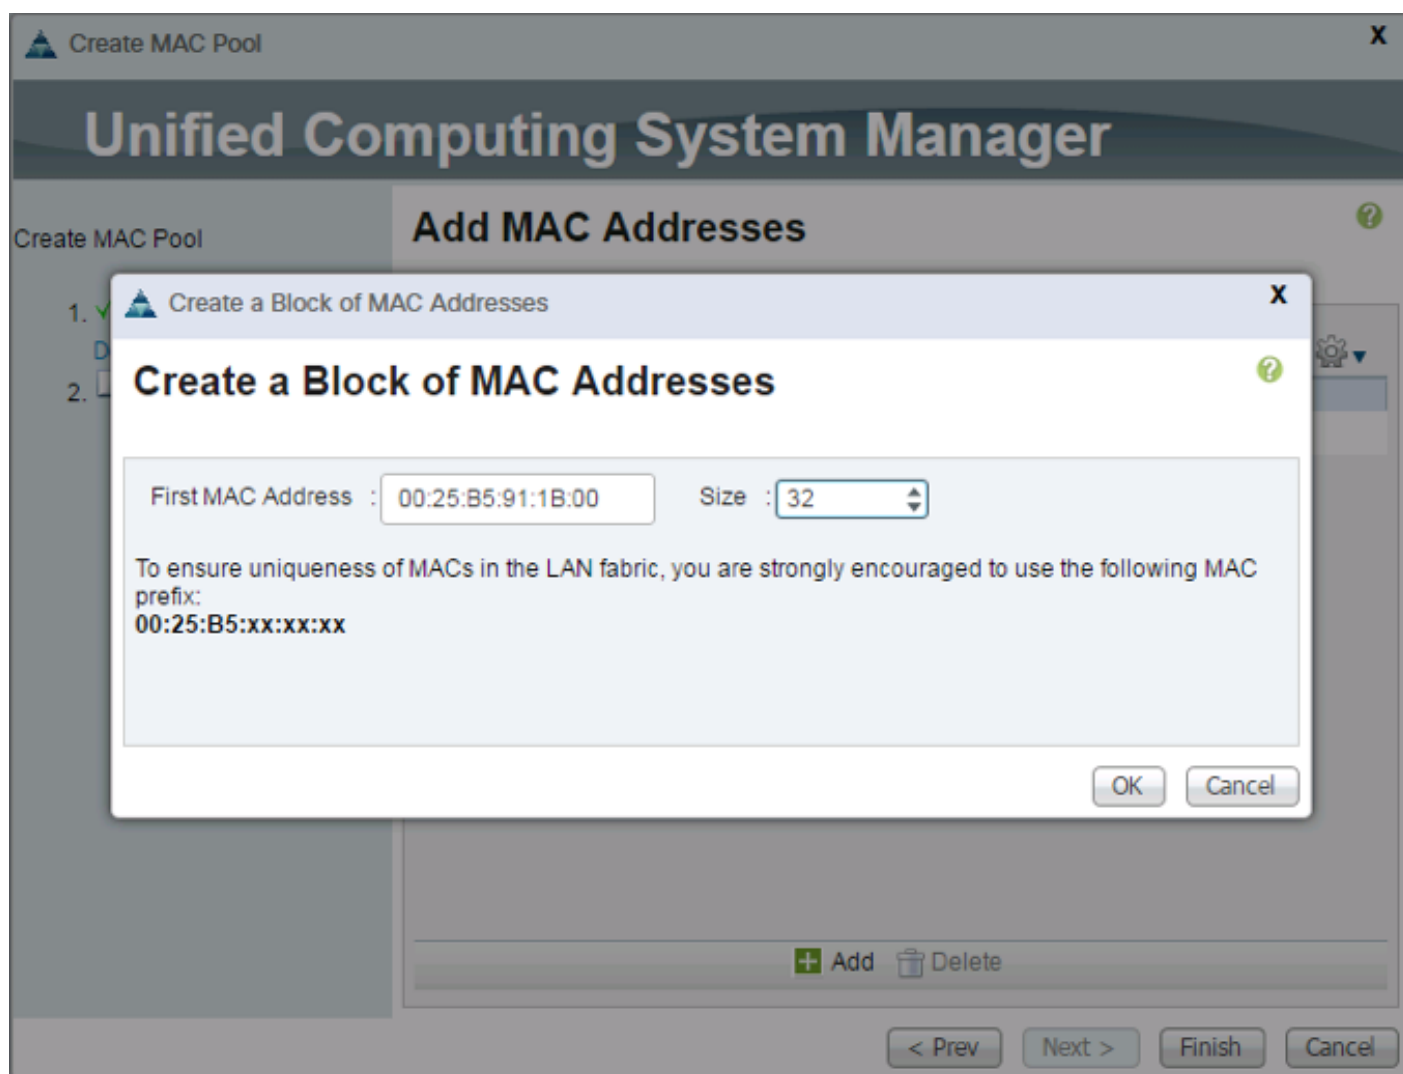 Create MAC Pool
X
Unified Computing System Manager
Create MAC Pool
Add MAC Addresses
?
1.
D
2.
Create a Block of MAC Addresses
X
Create a Block of MAC Addresses
?
First MAC Address : 00:25:B5:91:1B:00 Size : 32
To ensure uniqueness of MACs in the LAN fabric, you are strongly encouraged to use the following MAC
prefix:
00:25:B5:xx:xx:xx
OK Cancel
Add Delete
< Prev Next > Finish Cancel